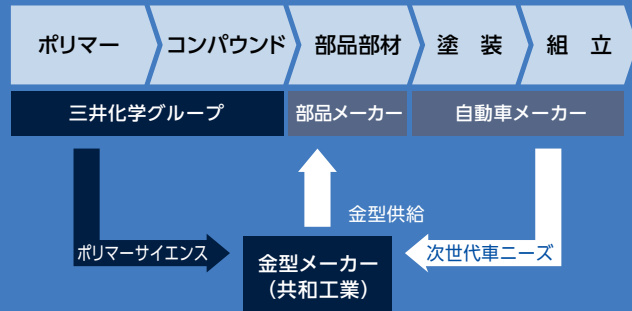 ポリマー
コンパウンド
部品部材
塗 装
組 立
三井化学グループ
部品メーカー
自動車メーカー
金型供給
ポリマーサイエンス
次世代車ニーズ
金型メーカー
（共和工業）